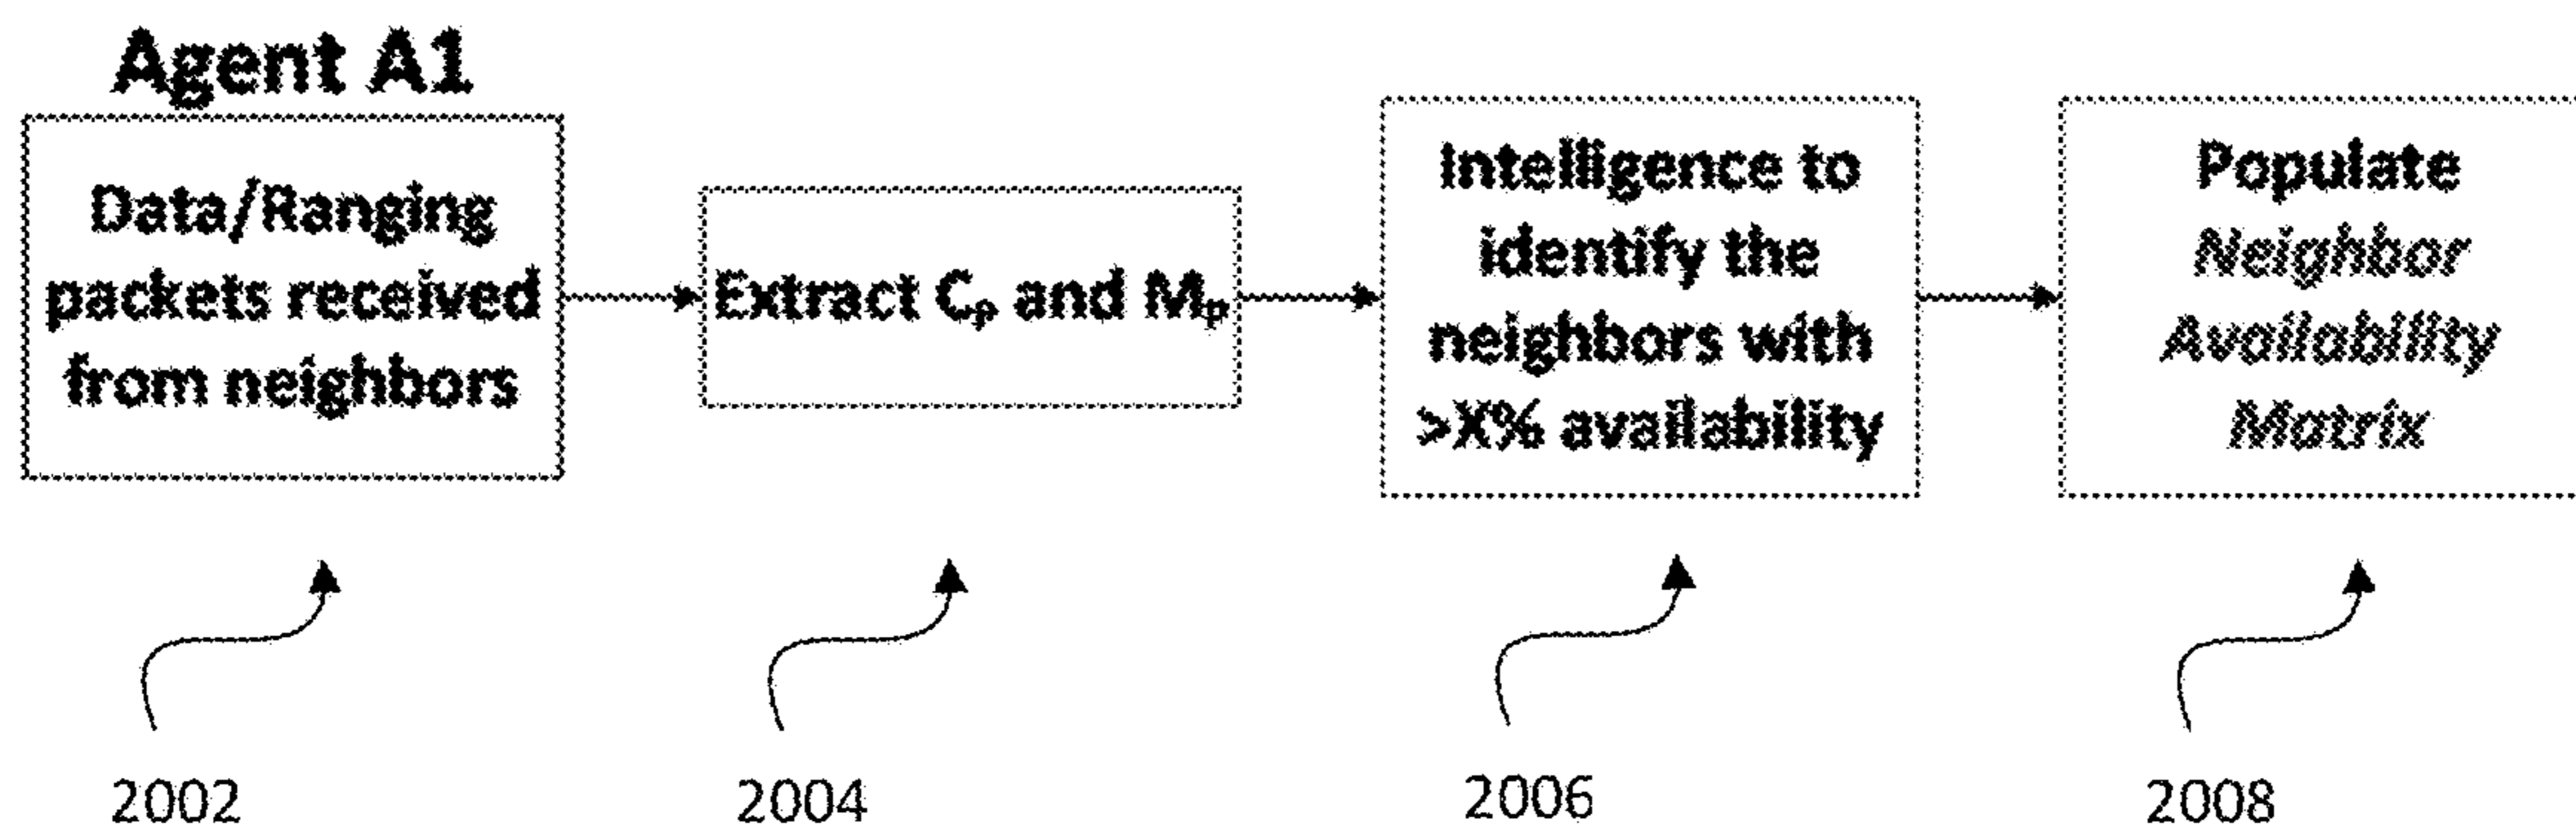 Agent A1
Data/Ranging
packets received
from neighbors
Extract Cₚ and Mₚ
Intelligence to
identify the
neighbors with
>X% availability
Populate
Neighbor
Availability
Matrix
2002
2004
2006
2008